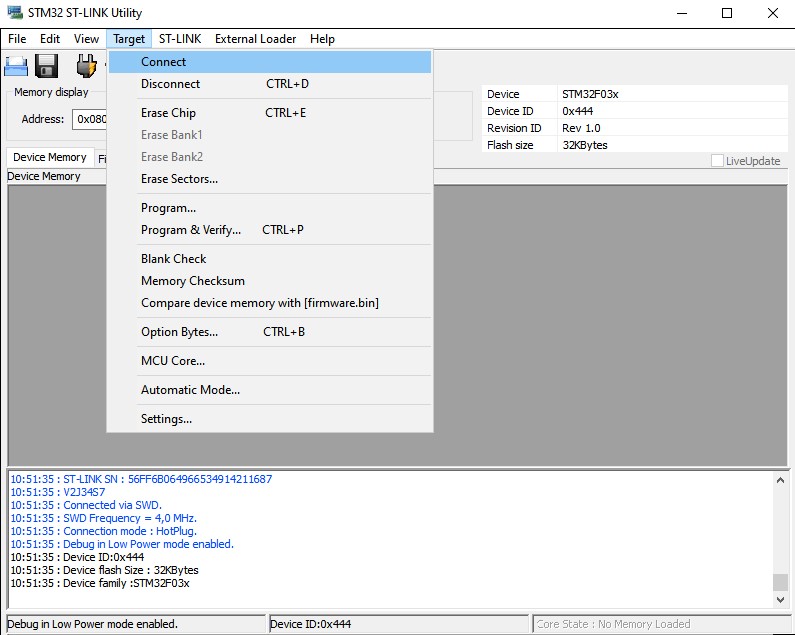 STM32 ST-LINK Utility
File Edit View Target ST-LINK External Loader Help
Memory display
Address: 0x080
Device STM32F03x
Device ID 0x444
Revision ID Rev 1.0
Flash size 32KBytes
LiveUpdate
Device Memory
Device Memory
Connect
Disconnect CTRL+D
Erase Chip CTRL+E
Erase Bank1
Erase Bank2
Erase Sectors...
Program...
Program & Verify... CTRL+P
Blank Check
Memory Checksum
Compare device memory with [firmware.bin]
Option Bytes... CTRL+B
MCU Core...
Automatic Mode...
Settings...
10:51:35 : ST-LINK SN : 56FF6B064966534914211687
10:51:35 : V2J34S7
10:51:35 : Connected via SWD.
10:51:35 : SWD Frequency = 4,0 MHz.
10:51:35 : Connection mode : HotPlug.
10:51:35 : Debug in Low Power mode enabled.
10:51:35 : Device ID:0x444
10:51:35 : Device flash Size : 32KBytes
10:51:35 : Device family :STM32F03x
Debug in Low Power mode enabled. Device ID:0x444 Core State : No Memory Loaded